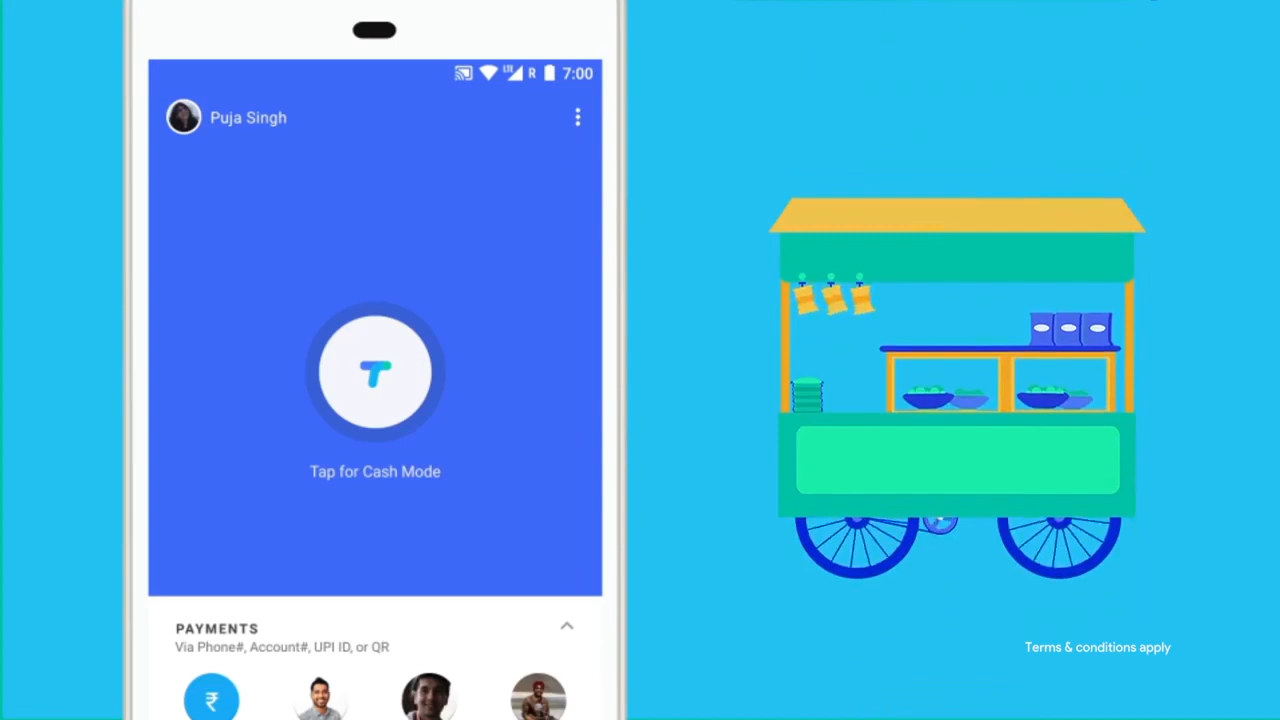 LTE R 7:00
Puja Singh
T
Tap for Cash Mode
PAYMENTS
Via Phone#, Account#, UPI ID, or QR
₹
Terms & conditions apply